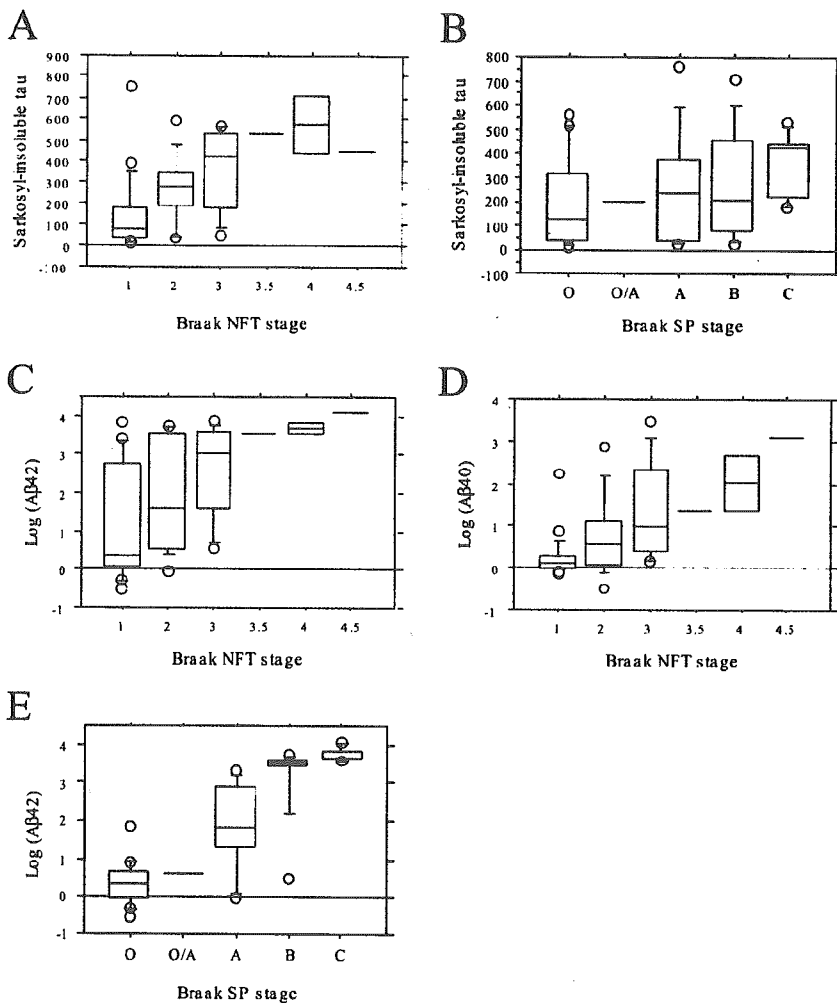 A
Sarkosyl-insoluble tau
900
800
700
600
500
400
300
200
100
0
-100
1 2 3 3.5 4 4.5
Braak NFT stage
B
Sarkosyl-insoluble tau
800
700
600
500
400
300
200
100
0
-100
O O/A A B C
Braak SP stage
C
Log (Aβ42)
4
3
2
1
0
-1
1 2 3 3.5 4 4.5
Braak NFT stage
D
Log (Aβ40)
4
3
2
1
0
-1
1 2 3 3.5 4 4.5
Braak NFT stage
E
Log (Aβ42)
4
3
2
1
0
-1
O O/A A B C
Braak SP stage